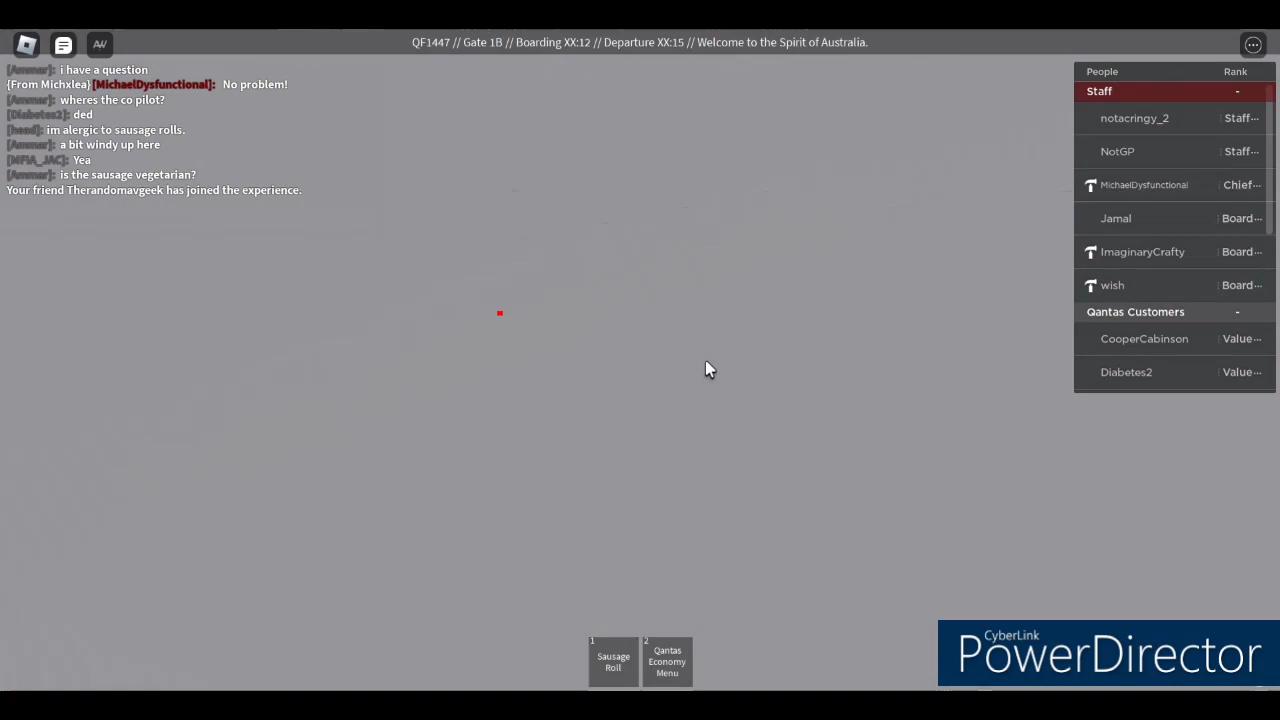 QF1447 // Gate 1B // Boarding XX:12 // Departure XX:15 // Welcome to the Spirit of Australia.
[Ammar]: i have a question
{From Michxlea} [MichaelDysfunctional]: No problem!
[Ammar]: wheres the co pilot?
[Diabetes2]: ded
[head]: im alergic to sausage rolls.
[Ammar]: a bit windy up here
[MFIA_JAC]: Yea
[Ammar]: is the sausage vegetarian?
Your friend Therandomavgeek has joined the experience.
People Rank
Staff -
notacringy_2 Staff...
NotGP Staff...
MichaelDysfunctional Chief...
Jamal Board...
ImaginaryCrafty Board...
wish Board...
Qantas Customers -
CooperCabinson Value...
Diabetes2 Value...
1
Sausage
Roll
2
Qantas
Economy
Menu
CyberLink
PowerDirector